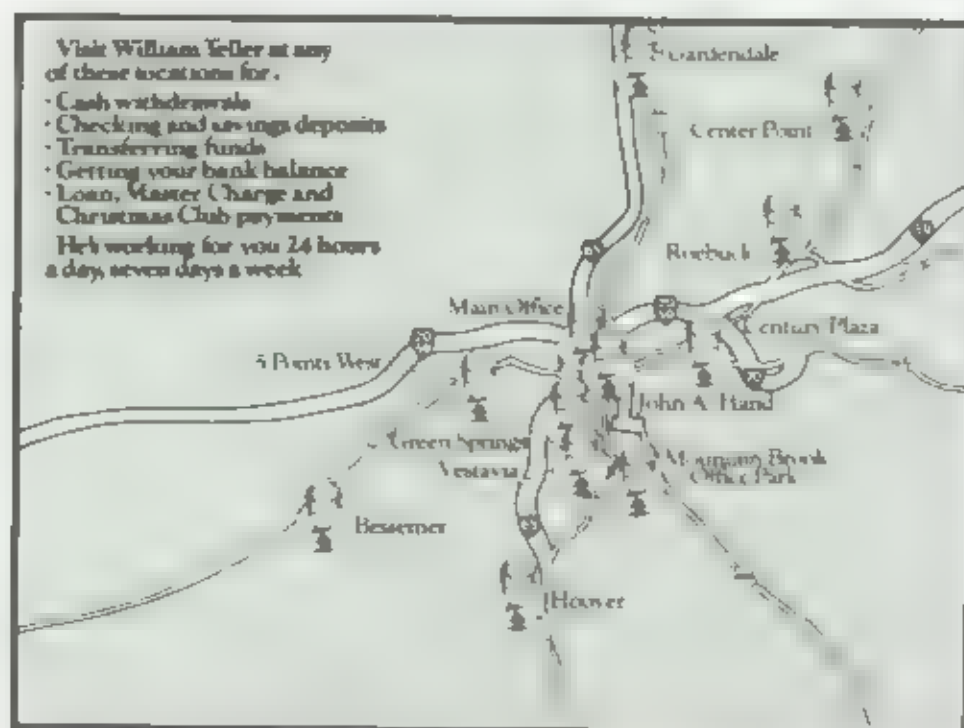 Visit William Teller at any
of these locations for:
· Cash withdrawals
· Checking and savings deposits
· Transferring funds
· Getting your bank balance
· Loan, Master Charge and
Christmas Club payments
He's working for you 24 hours
a day, seven days a week
Gardendale
Center Point
Roebuck
Main Office
Century Plaza
5 Points West
John A. Hand
Green Springs
Vestavia
Mountain Brook
Office Park
Bessemer
Hoover